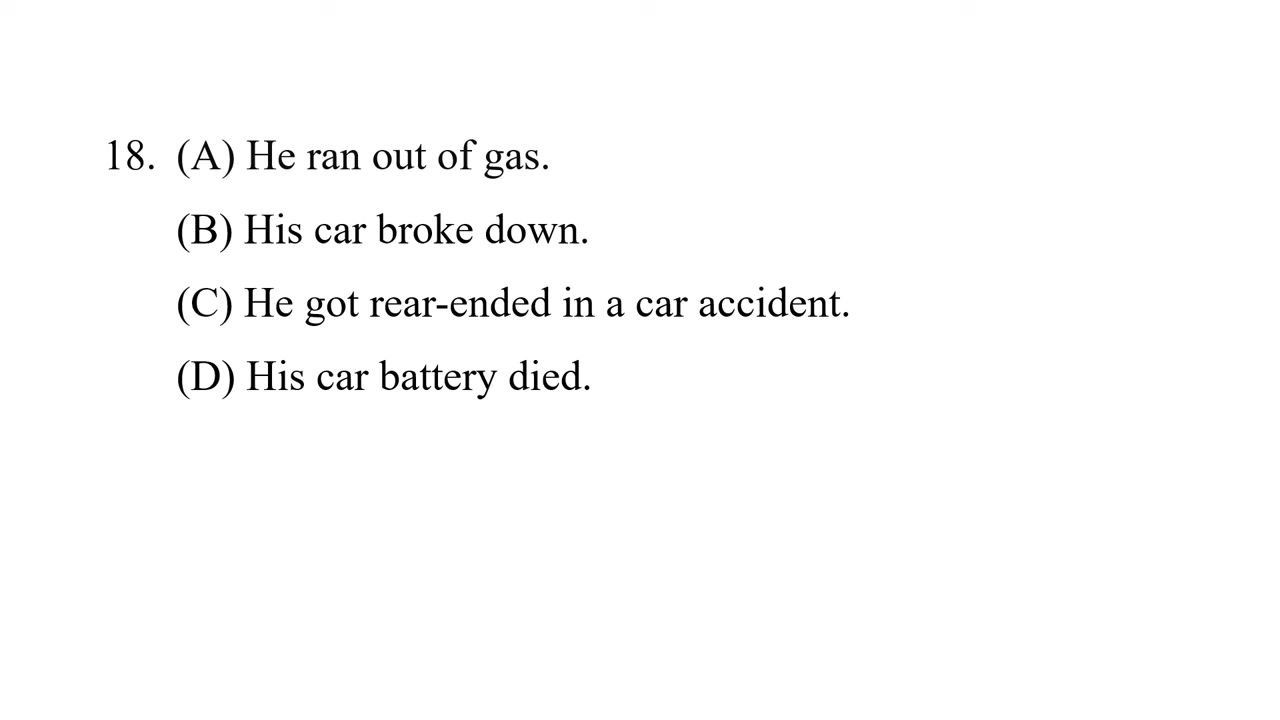 18. (A) He ran out of gas.
(B) His car broke down.
(C) He got rear-ended in a car accident.
(D) His car battery died.